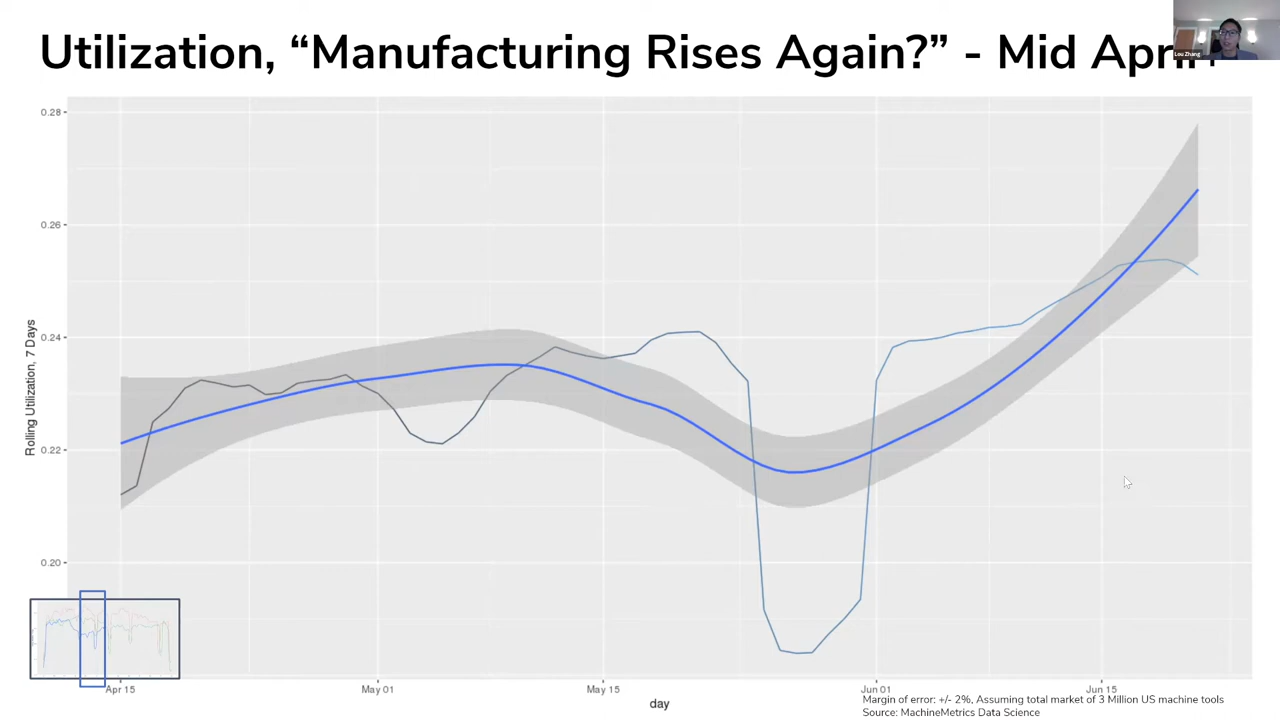 Utilization, “Manufacturing Rises Again?” - Mid April
Lou Zhang
0.28
0.26
0.24
0.22
0.20
Rolling Utilization, 7 Days
Apr 15
May 01
May 15
Jun 01
Jun 15
day
Margin of error: +/- 2%, Assuming total market of 3 Million US machine tools
Source: MachineMetrics Data Science